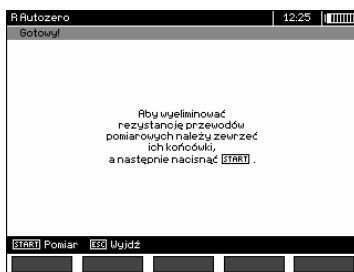 R Autozero 12:25
Gotowy!
Aby wyeliminować
rezystancję przewodów
pomiarowych należy zewrzeć
ich końcówki,
a następnie nacisnąć START .
START Pomiar ESC Wyjdź